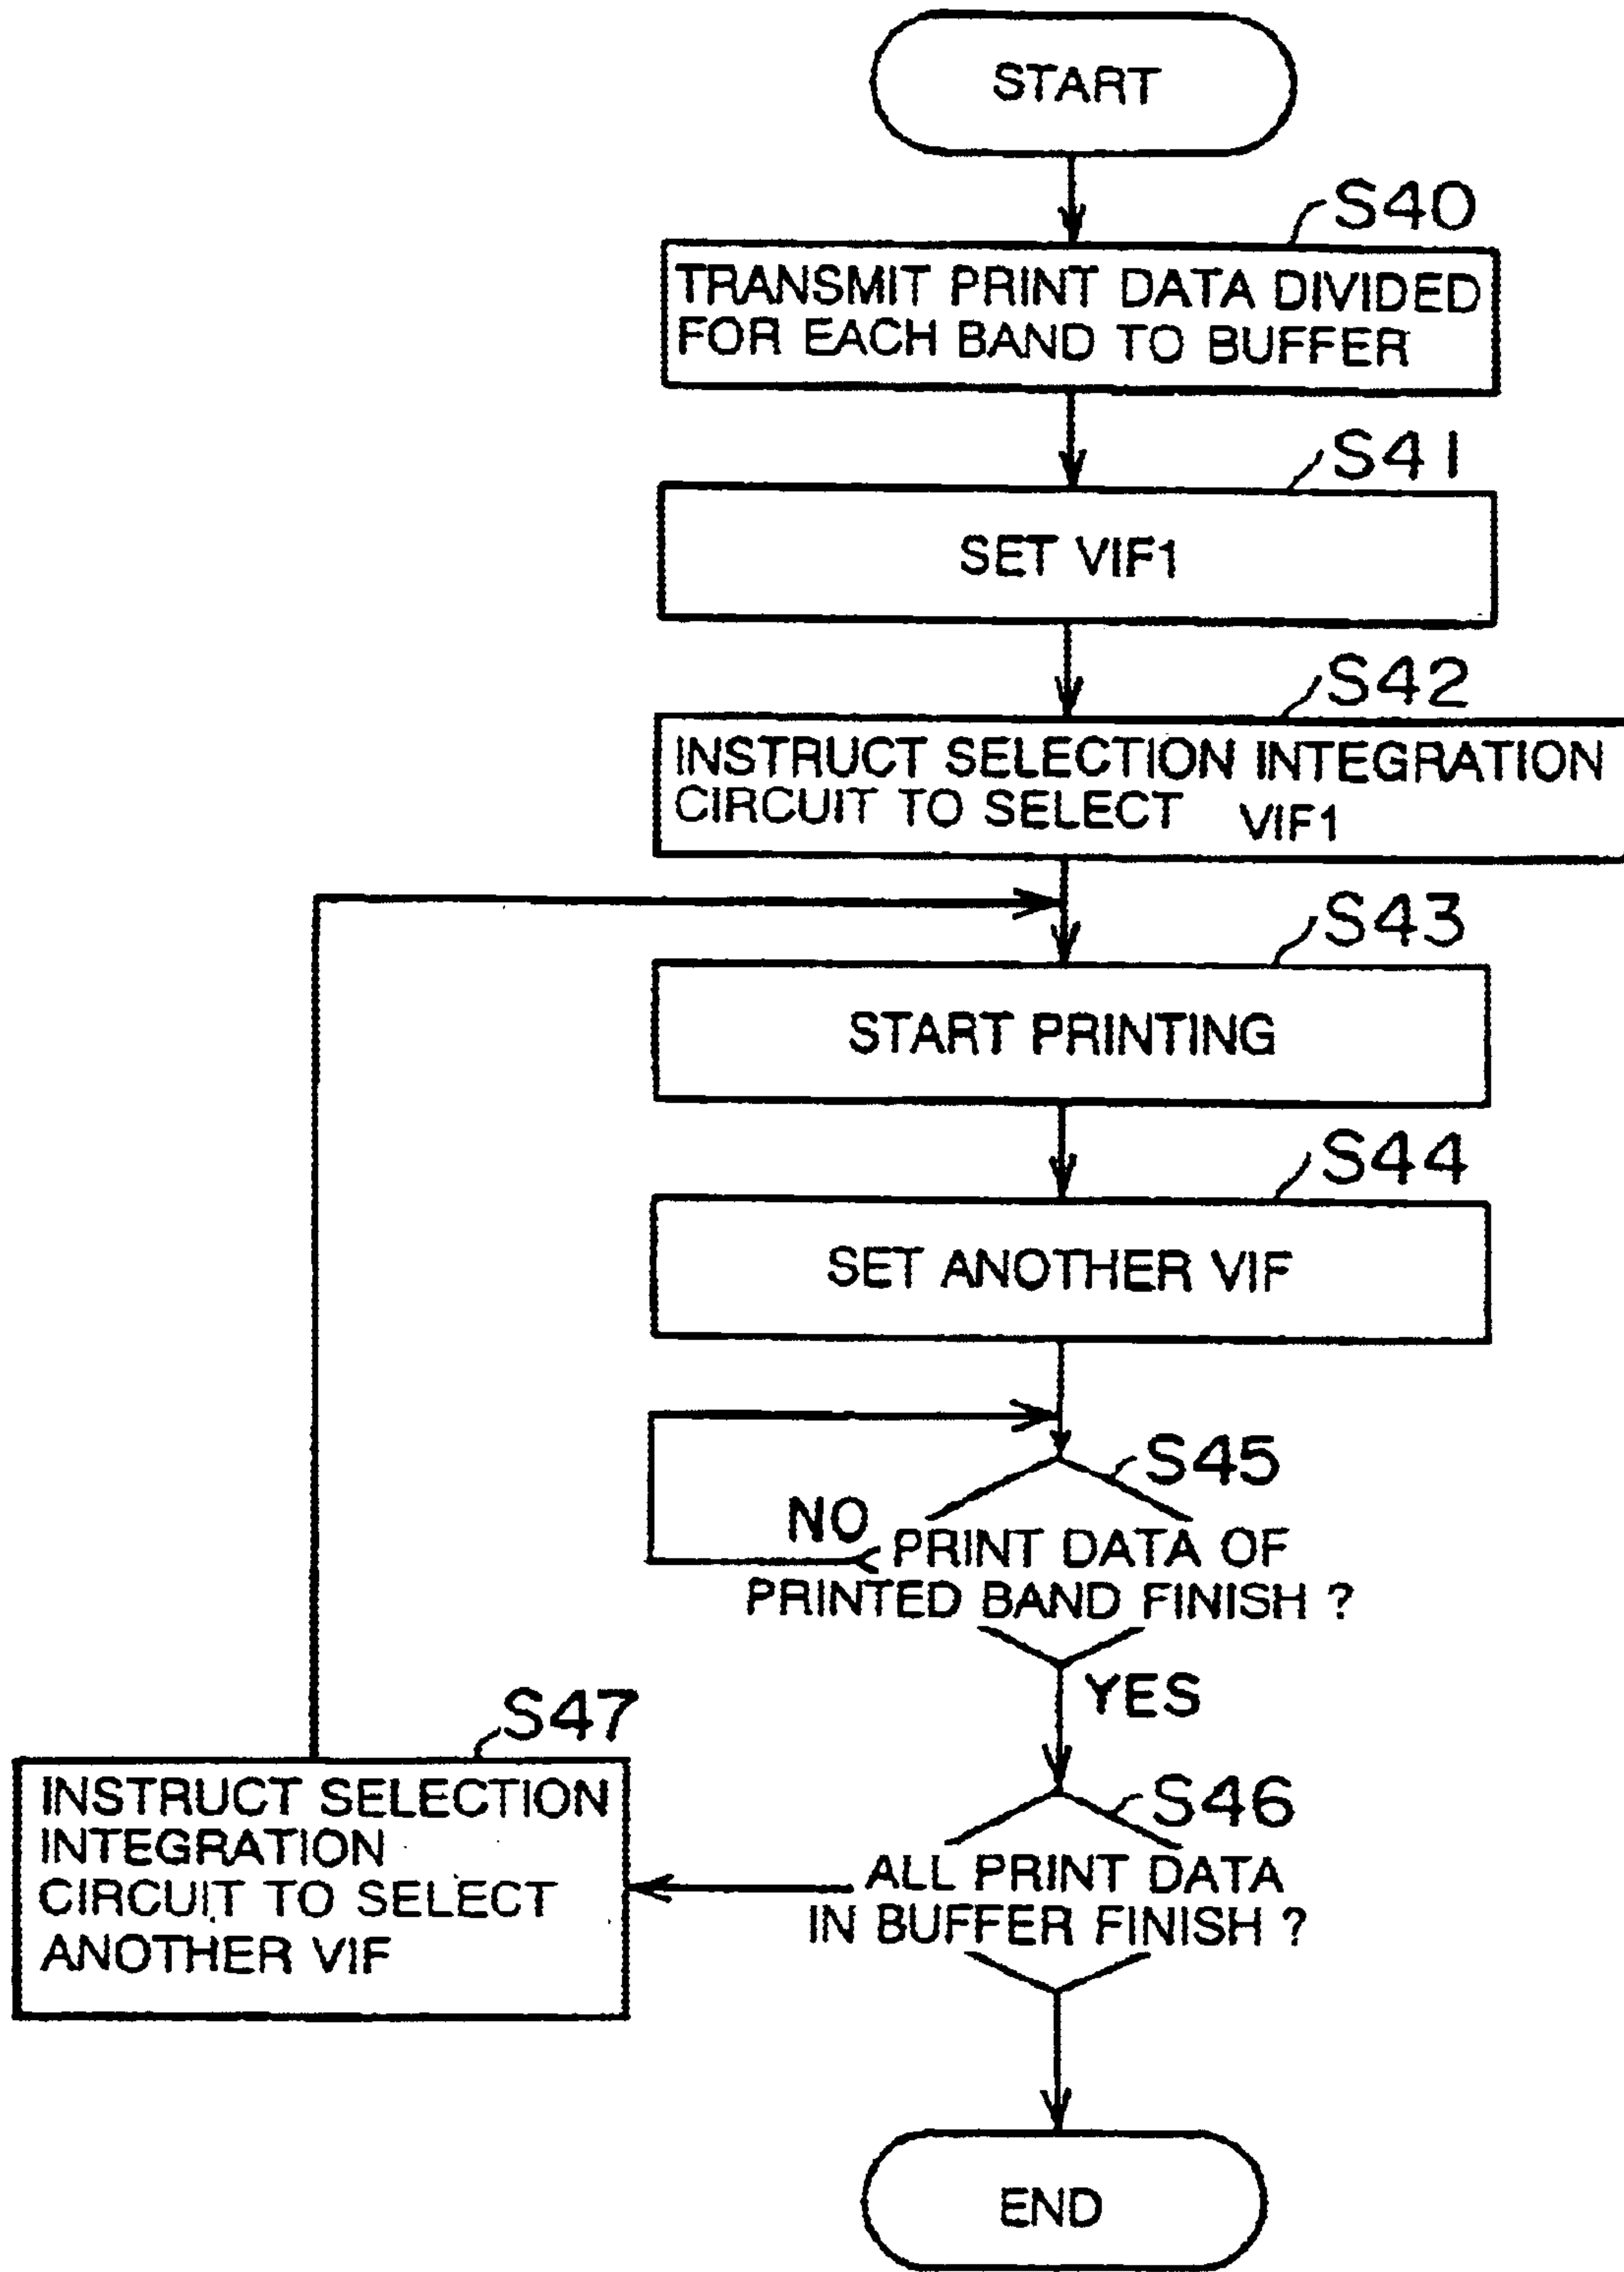 START
S40
TRANSMIT PRINT DATA DIVIDED
FOR EACH BAND TO BUFFER
S41
SET VIF1
S42
INSTRUCT SELECTION INTEGRATION
CIRCUIT TO SELECT VIF1
S43
START PRINTING
S44
SET ANOTHER VIF
S45
NO
PRINT DATA OF
PRINTED BAND FINISH ?
YES
S46
ALL PRINT DATA
IN BUFFER FINISH ?
S47
INSTRUCT SELECTION
INTEGRATION
CIRCUIT TO SELECT
ANOTHER VIF
END